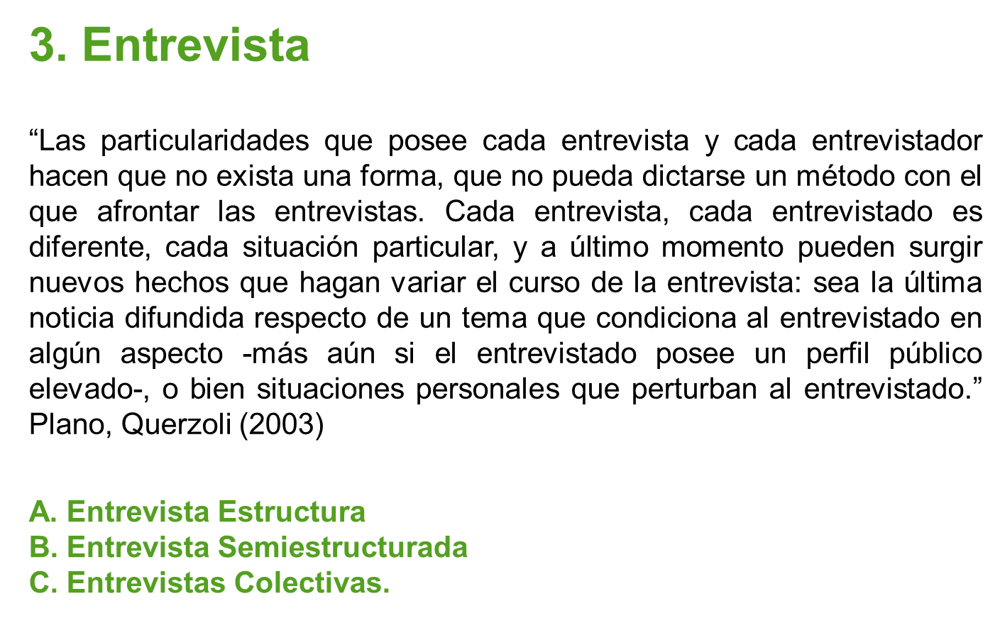 3. Entrevista
“Las particularidades que posee cada entrevista y cada entrevistador
hacen que no exista una forma, que no pueda dictarse un método con el
que afrontar las entrevistas. Cada entrevista, cada entrevistado es
diferente, cada situación particular, y a último momento pueden surgir
nuevos hechos que hagan variar el curso de la entrevista: sea la última
noticia difundida respecto de un tema que condiciona al entrevistado en
algún aspecto -más aún si el entrevistado posee un perfil público
elevado-, o bien situaciones personales que perturban al entrevistado.”
Plano, Querzoli (2003)
A. Entrevista Estructura
B. Entrevista Semiestructurada
C. Entrevistas Colectivas.